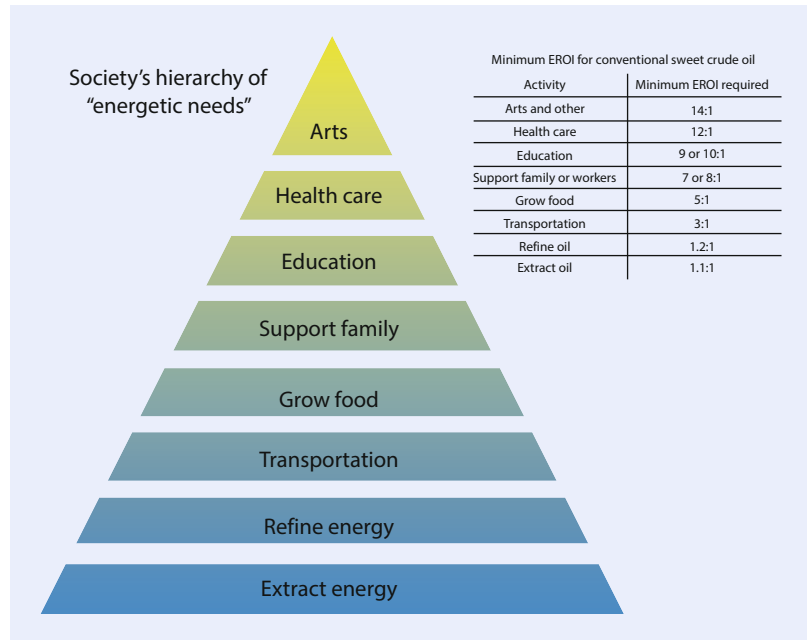 Society's hierarchy of
"energetic needs"
Arts
Health care
Education
Support family
Grow food
Transportation
Refine energy
Extract energy
Minimum EROI for conventional sweet crude oil
Activity Minimum EROI required
Arts and other 14:1
Health care 12:1
Education 9 or 10:1
Support family or workers 7 or 8:1
Grow food 5:1
Transportation 3:1
Refine oil 1.2:1
Extract oil 1.1:1